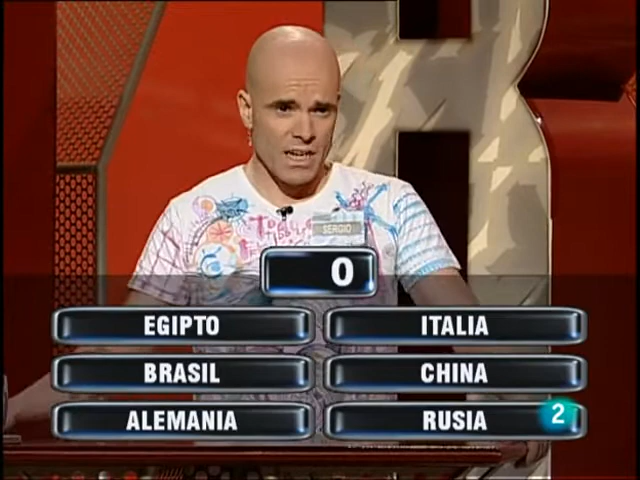 SERGIO
0
EGIPTO
ITALIA
BRASIL
CHINA
ALEMANIA
RUSIA
2